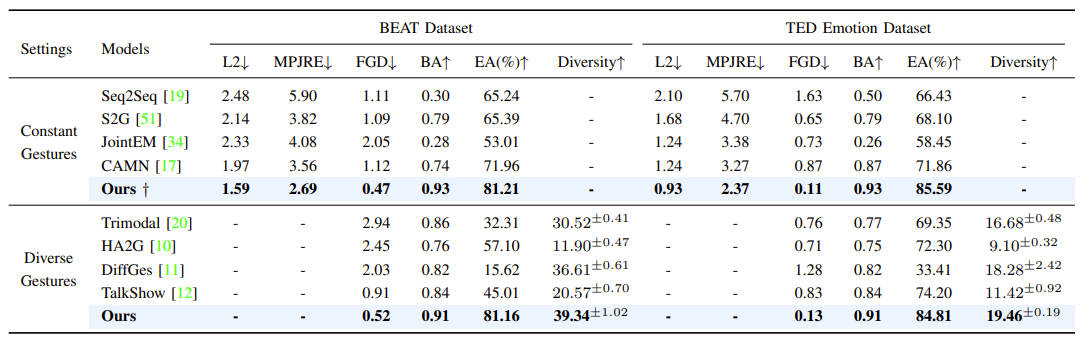 BEAT Dataset TED Emotion Dataset
Settings Models
L2↓ MPJRE↓ FGD↓ BA↑ EA(%)↑ Diversity↑ L2↓ MPJRE↓ FGD↓ BA↑ EA(%)↑ Diversity↑
Seq2Seq [19] 2.48 5.90 1.11 0.30 65.24 - 2.10 5.70 1.63 0.50 66.43 -
S2G [51] 2.14 3.82 1.09 0.79 65.39 - 1.68 4.70 0.65 0.79 68.10 -
Constant
JointEM [34] 2.33 4.08 2.05 0.28 53.01 - 1.24 3.38 0.73 0.26 58.45 -
Gestures
CAMN [17] 1.97 3.56 1.12 0.74 71.96 - 1.24 3.27 0.87 0.87 71.86 -
Ours † 1.59 2.69 0.47 0.93 81.21 - 0.93 2.37 0.11 0.93 85.59 -
Trimodal [20] - - 2.94 0.86 32.31 30.52±0.41 - - 0.76 0.77 69.35 16.68±0.48
HA2G [10] - - 2.45 0.76 57.10 11.90±0.47 - - 0.71 0.75 72.30 9.10±0.32
Diverse
DiffGes [11] - - 2.03 0.82 15.62 36.61±0.61 - - 1.28 0.82 33.41 18.28±2.42
Gestures
TalkShow [12] - - 0.91 0.84 45.01 20.57±0.70 - - 0.83 0.84 74.20 11.42±0.92
Ours - - 0.52 0.91 81.16 39.34±1.02 - - 0.13 0.91 84.81 19.46±0.19